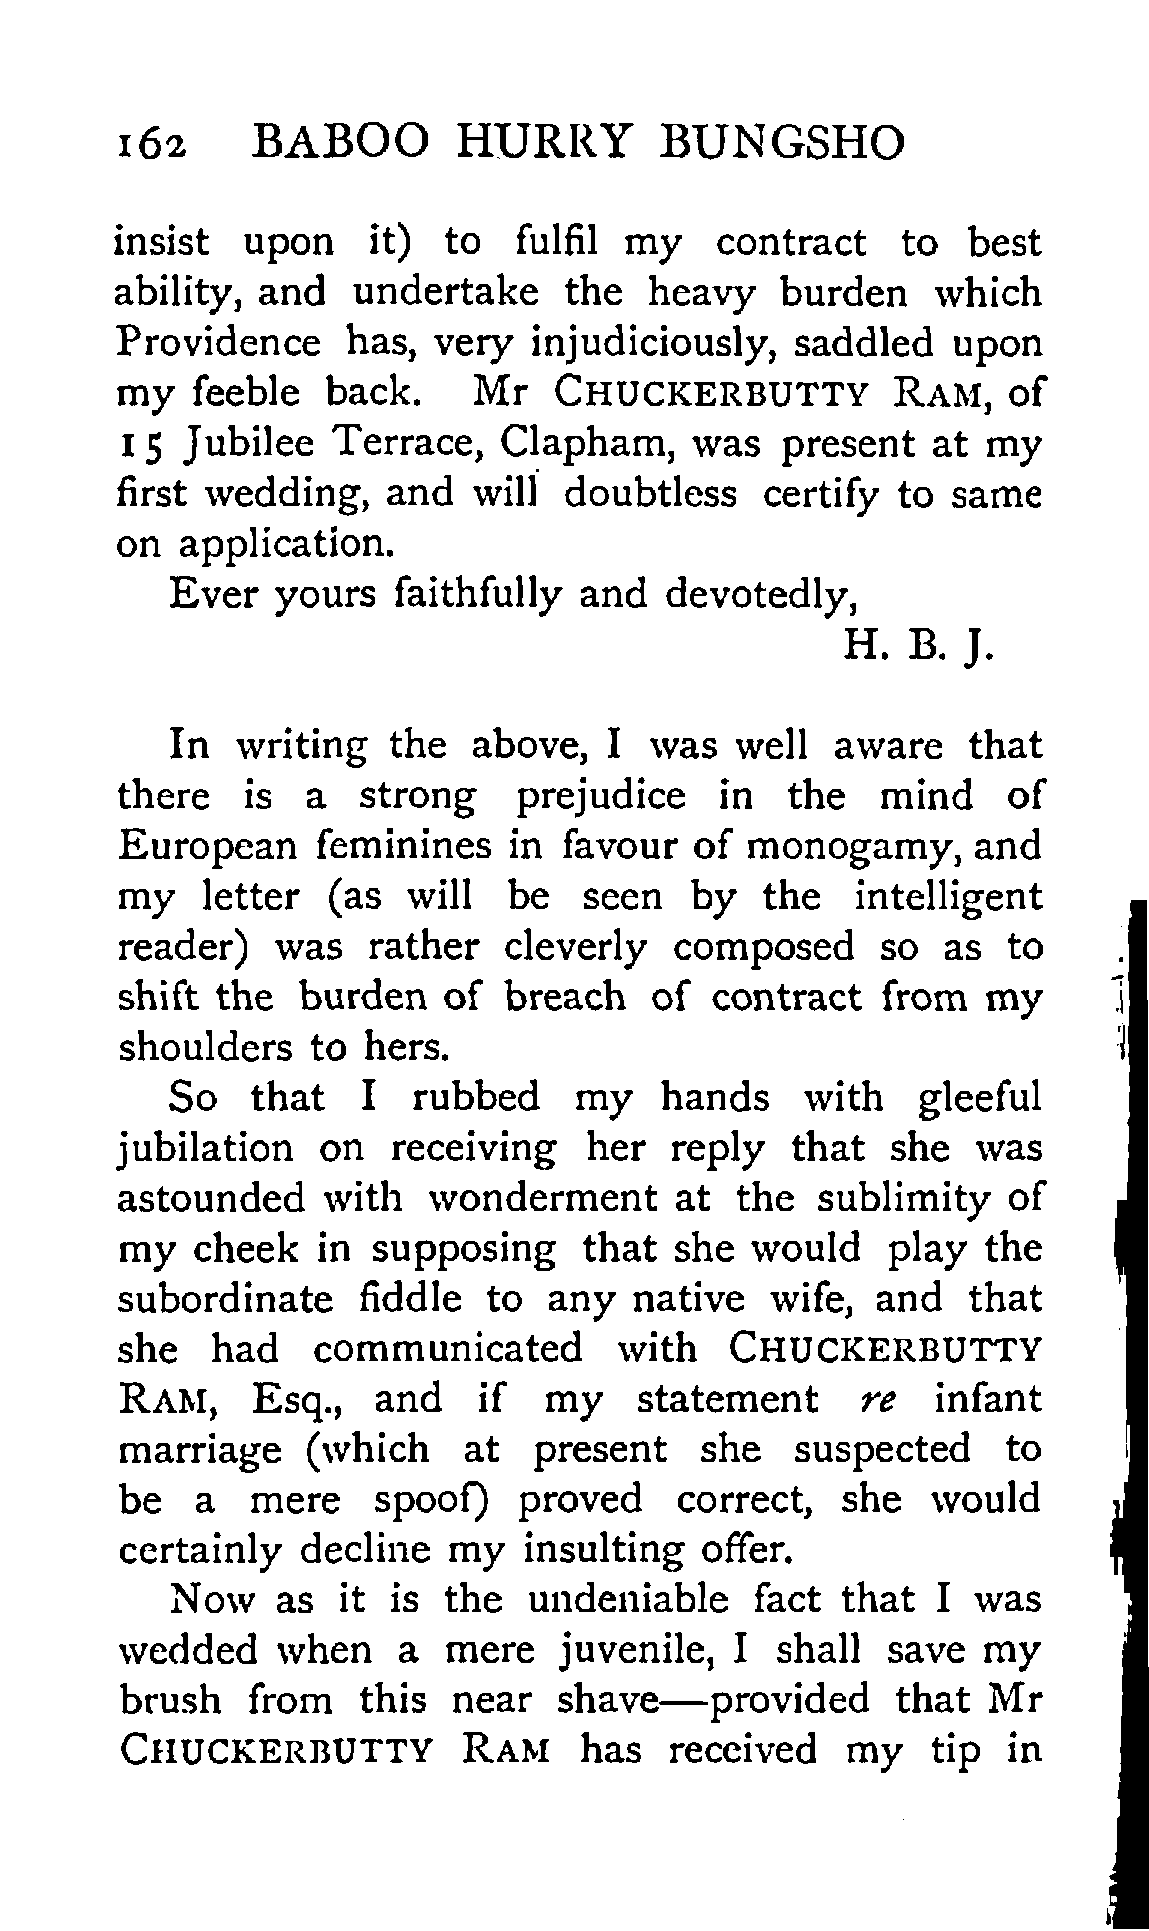 162 BABOO HURRY BUNGSHO
insist upon it) to fulfil my contract to best
ability, and undertake the heavy burden which
Providence has, very injudiciously, saddled upon
my feeble back. Mr CHUCKERBUTTY RAM, of
15 Jubilee Terrace, Clapham, was present at my
first wedding, and will doubtless certify to same
on application.
Ever yours faithfully and devotedly,
H. B. J.
In writing the above, I was well aware that
there is a strong prejudice in the mind of
European feminines in favour of monogamy, and
my letter (as will be seen by the intelligent
reader) was rather cleverly composed so as to
shift the burden of breach of contract from my
shoulders to hers.
So that I rubbed my hands with gleeful
jubilation on receiving her reply that she was
astounded with wonderment at the sublimity of
my cheek in supposing that she would play the
subordinate fiddle to any native wife, and that
she had communicated with CHUCKERBUTTY
RAM, Esq., and if my statement re infant
marriage (which at present she suspected to
be a mere spoof) proved correct, she would
certainly decline my insulting offer.
Now as it is the undeniable fact that I was
wedded when a mere juvenile, I shall save my
brush from this near shave—provided that Mr
CHUCKERBUTTY RAM has received my tip in